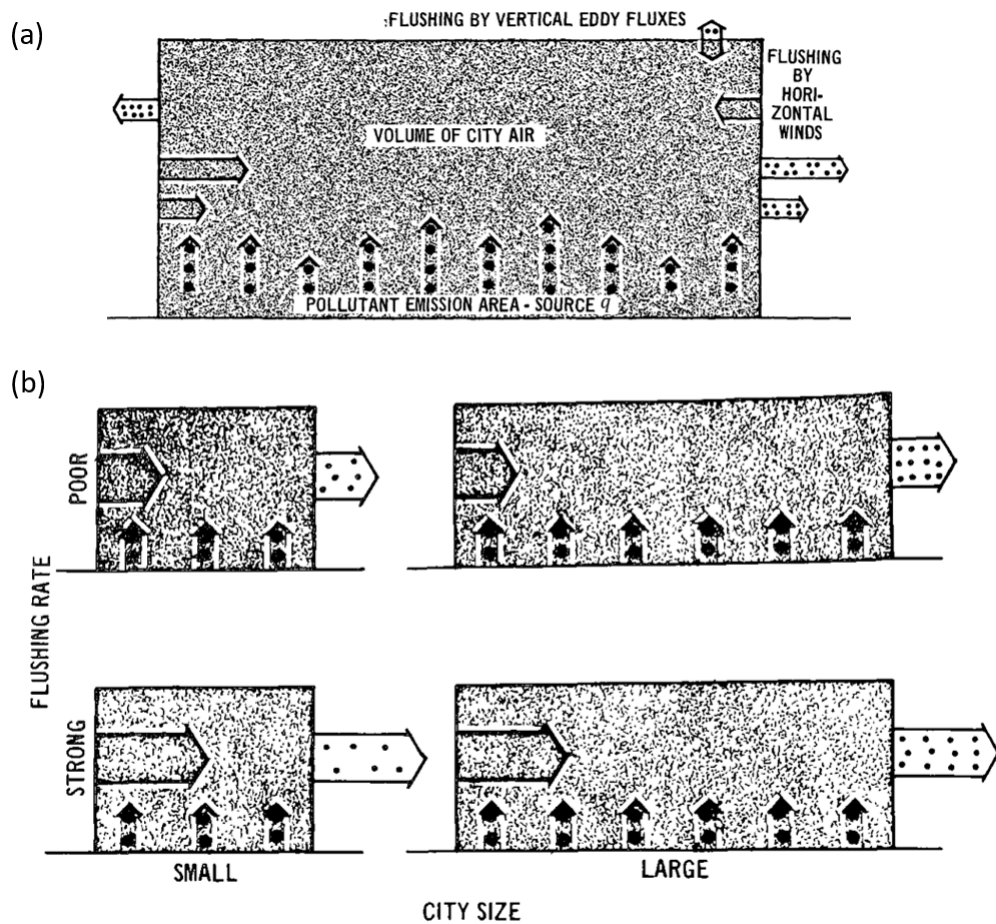 (a)
:FLUSHING BY VERTICAL EDDY FLUXES
FLUSHING
BY
HORI-
ZONTAL
WINDS
VOLUME OF CITY AIR
POLLUTANT EMISSION AREA - SOURCE q
(b)
POOR
FLUSHING RATE
STRONG
SMALL
LARGE
CITY SIZE